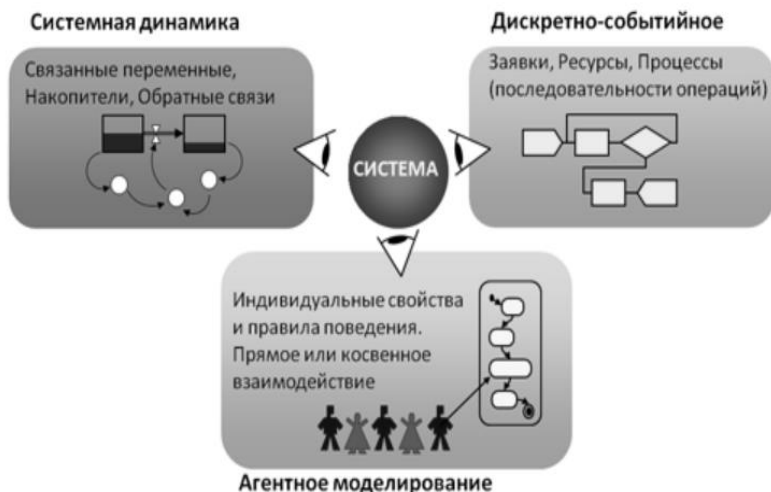 Системная динамика
Связанные переменные,
Накопители, Обратные связи
Дискретно-событийное
Заявки, Ресурсы, Процессы
(последовательности операций)
СИСТЕМА
Индивидуальные свойства
и правила поведения.
Прямое или косвенное
взаимодействие
Агентное моделирование